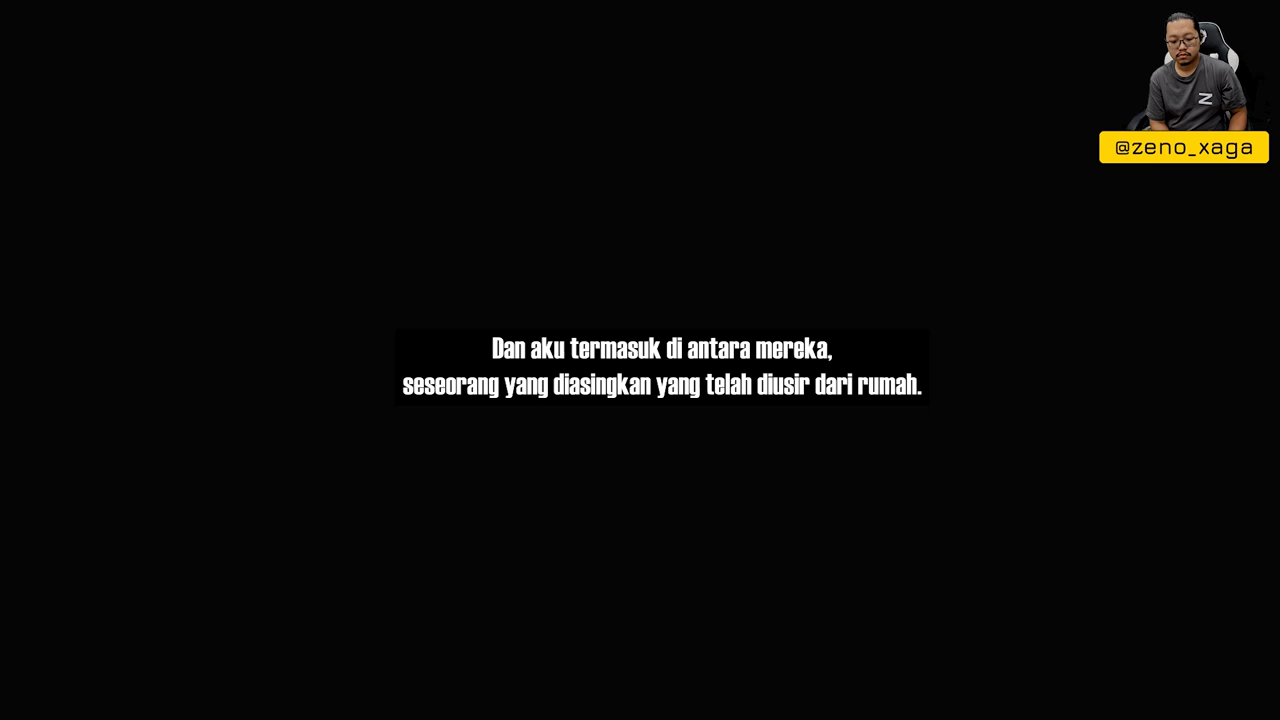 Z
@zeno_xaga
Dan aku termasuk di antara mereka,
seseorang yang diasingkan yang telah diusir dari rumah.